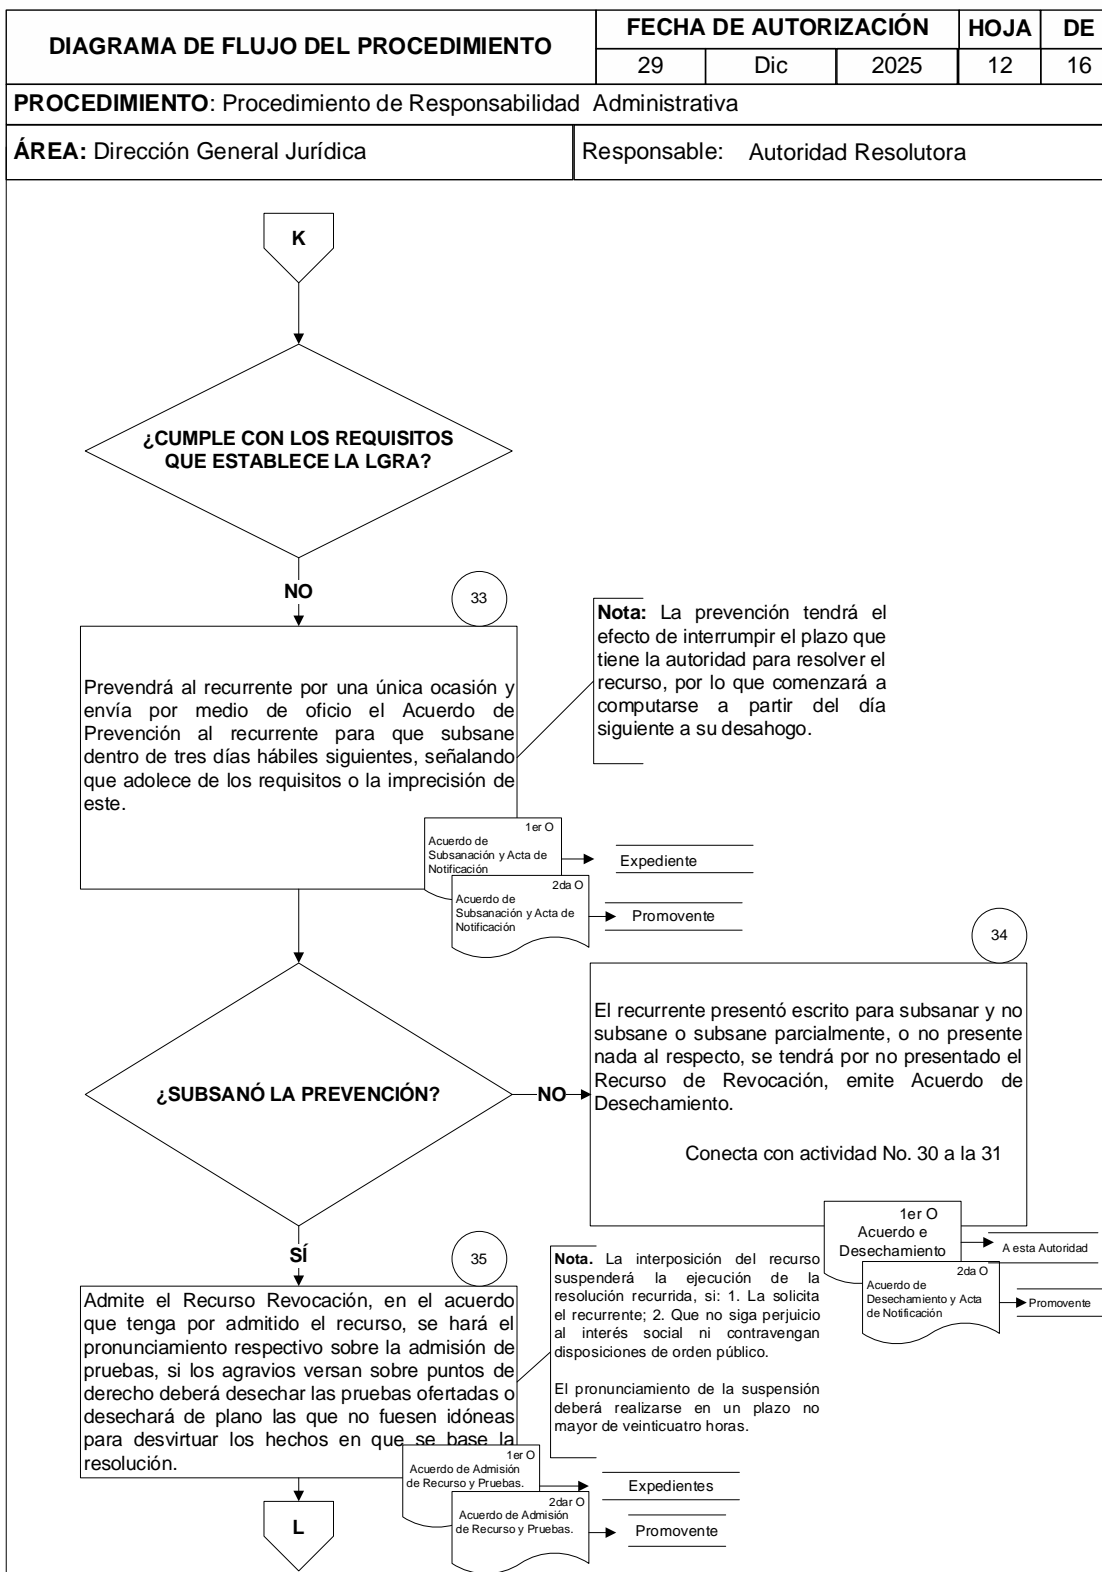 DIAGRAMA DE FLUJO DEL PROCEDIMIENTO
FECHA DE AUTORIZACIÓN
HOJA
DE
29
Dic
2025
12
16
PROCEDIMIENTO: Procedimiento de Responsabilidad Administrativa
ÁREA: Dirección General Jurídica
Responsable: Autoridad Resolutora
K
¿CUMPLE CON LOS REQUISITOS
QUE ESTABLECE LA LGRA?
NO
33
Prevendrá al recurrente por una única ocasión y
envía por medio de oficio el Acuerdo de
Prevención al recurrente para que subsane
dentro de tres días hábiles siguientes, señalando
que adolece de los requisitos o la imprecisión de
este.
Nota: La prevención tendrá el
efecto de interrumpir el plazo que
tiene la autoridad para resolver el
recurso, por lo que comenzará a
computarse a partir del día
siguiente a su desahogo.
1er O
Acuerdo de
Subsanación y Acta de
Notificación
Expediente
2da O
Acuerdo de
Subsanación y Acta de
Notificación
Promovente
¿SUBSANÓ LA PREVENCIÓN?
NO
34
El recurrente presentó escrito para subsanar y no
subsane o subsane parcialmente, o no presente
nada al respecto, se tendrá por no presentado el
Recurso de Revocación, emite Acuerdo de
Desechamiento.
Conecta con actividad No. 30 a la 31
1er O
Acuerdo e
Desechamiento
A esta Autoridad
2da O
Acuerdo de
Desechamiento y Acta
de Notificación
Promovente
SÍ
35
Admite el Recurso Revocación, en el acuerdo
que tenga por admitido el recurso, se hará el
pronunciamiento respectivo sobre la admisión de
pruebas, si los agravios versan sobre puntos de
derecho deberá desechar las pruebas ofertadas o
desechará de plano las que no fuesen idóneas
para desvirtuar los hechos en que se base la
resolución.
Nota. La interposición del recurso
suspenderá la ejecución de la
resolución recurrida, si: 1. La solicita
el recurrente; 2. Que no siga perjuicio
al interés social ni contravengan
disposiciones de orden público.
El pronunciamiento de la suspensión
deberá realizarse en un plazo no
mayor de veinticuatro horas.
1er O
Acuerdo de Admisión
de Recurso y Pruebas.
Expedientes
2dar O
Acuerdo de Admisión
de Recurso y Pruebas.
Promovente
L